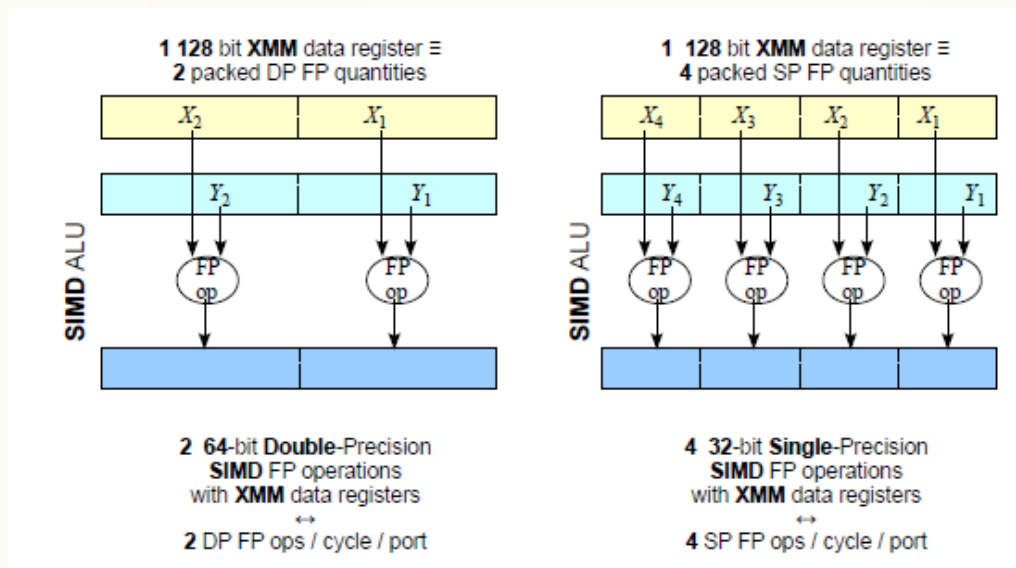 1 128 bit XMM data register ≡
2 packed DP FP quantities
X₂ X₁
Y₂ Y₁
SIMD ALU
FP op FP op
2 64-bit Double-Precision
SIMD FP operations
with XMM data registers
↔
2 DP FP ops / cycle / port
1 128 bit XMM data register ≡
4 packed SP FP quantities
X₄ X₃ X₂ X₁
Y₄ Y₃ Y₂ Y₁
SIMD ALU
FP op FP op FP op FP op
4 32-bit Single-Precision
SIMD FP operations
with XMM data registers
↔
4 SP FP ops / cycle / port